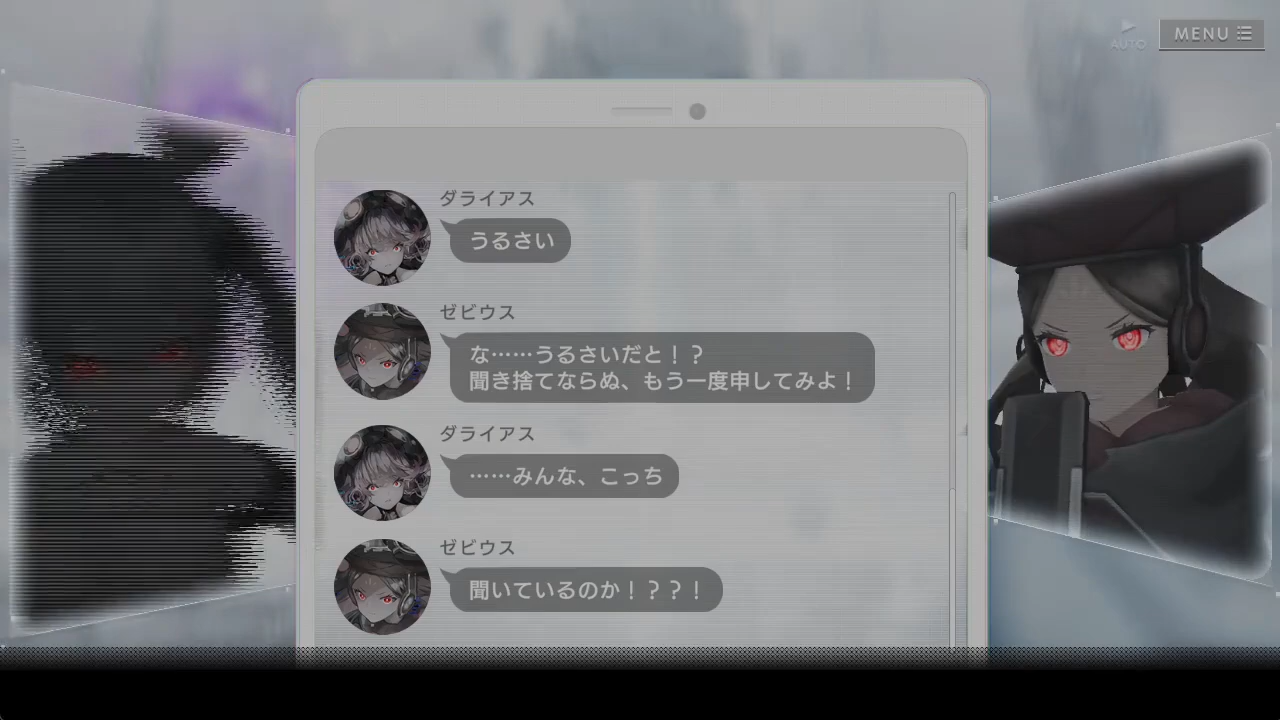 AUTO
MENU
ダライアス
うるさい
ゼビウス
な……うるさいだと！？
聞き捨てならぬ、もう一度申してみよ！
ダライアス
……みんな、こっち
ゼビウス
聞いているのか！？？！